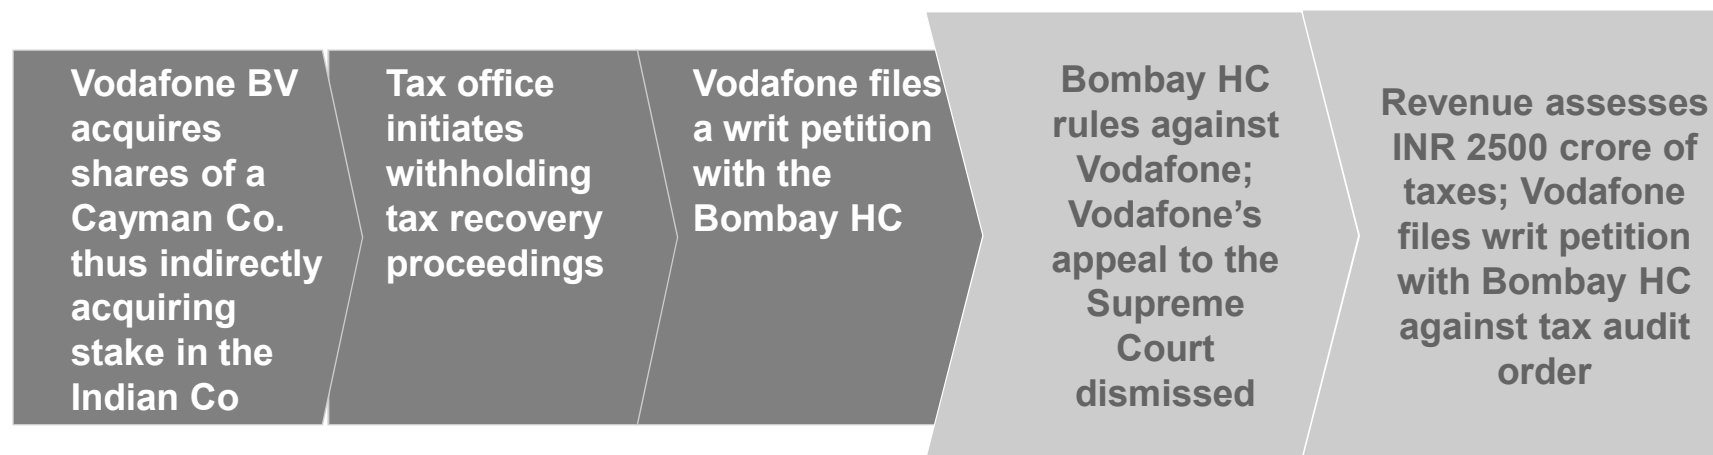 Vodafone BV
acquires
shares of a
Cayman Co.
thus indirectly
acquiring
stake in the
Indian Co
Tax office
initiates
withholding
tax recovery
proceedings
Vodafone files
a writ petition
with the
Bombay HC
Bombay HC
rules against
Vodafone;
Vodafone’s
appeal to the
Supreme
Court
dismissed
Revenue assesses
INR 2500 crore of
taxes; Vodafone
files writ petition
with Bombay HC
against tax audit
order